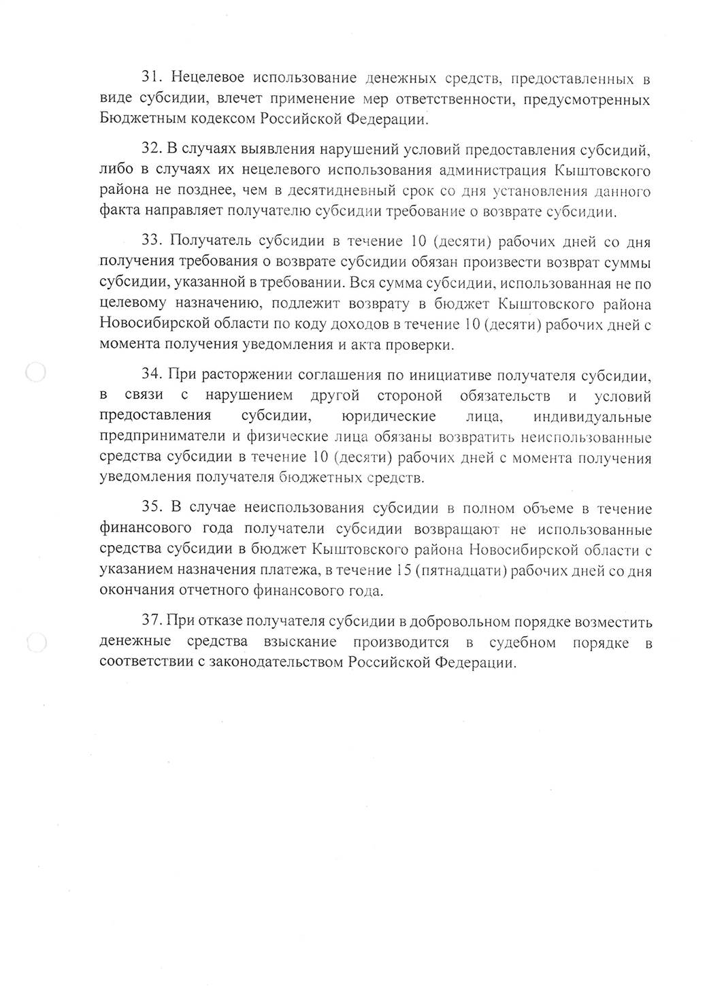 31. Нецелевое использование денежных средств, предоставленных в
виде субсидии, влечет применение мер ответственности, предусмотренных
Бюджетным кодексом Российской Федерации.
32. В случаях выявления нарушений условий предоставления субсидий,
либо в случаях их нецелевого использования администрация Кыштовского
района не позднее, чем в десятидневный срок со дня установления данного
факта направляет получателю субсидии требование о возврате субсидии.
33. Получатель субсидии в течение 10 (десяти) рабочих дней со дня
получения требования о возврате субсидии обязан произвести возврат суммы
субсидии, указанной в требовании. Вся сумма субсидии, использованная не по
целевому назначению, подлежит возврату в бюджет Кыштовского района
Новосибирской области по коду доходов в течение 10 (десяти) рабочих дней с
момента получения уведомления и акта проверки.
34. При расторжении соглашения по инициативе получателя субсидии,
в связи с нарушением другой стороной обязательств и условий
предоставления субсидии, юридические лица, индивидуальные
предприниматели и физические лица обязаны возвратить неиспользованные
средства субсидии в течение 10 (десяти) рабочих дней с момента получения
уведомления получателя бюджетных средств.
35. В случае неиспользования субсидии в полном объеме в течение
финансового года получатели субсидии возвращают не использованные
средства субсидии в бюджет Кыштовского района Новосибирской области с
указанием назначения платежа, в течение 15 (пятнадцати) рабочих дней со дня
окончания отчетного финансового года.
37. При отказе получателя субсидии в добровольном порядке возместить
денежные средства взыскание производится в судебном порядке в
соответствии с законодательством Российской Федерации.